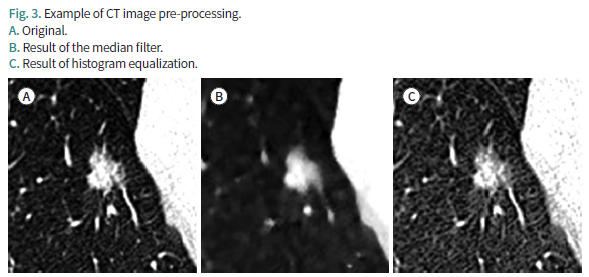 Fig. 3. Example of CT image pre-processing.
A. Original.
B. Result of the median filter.
C. Result of histogram equalization.
A B C